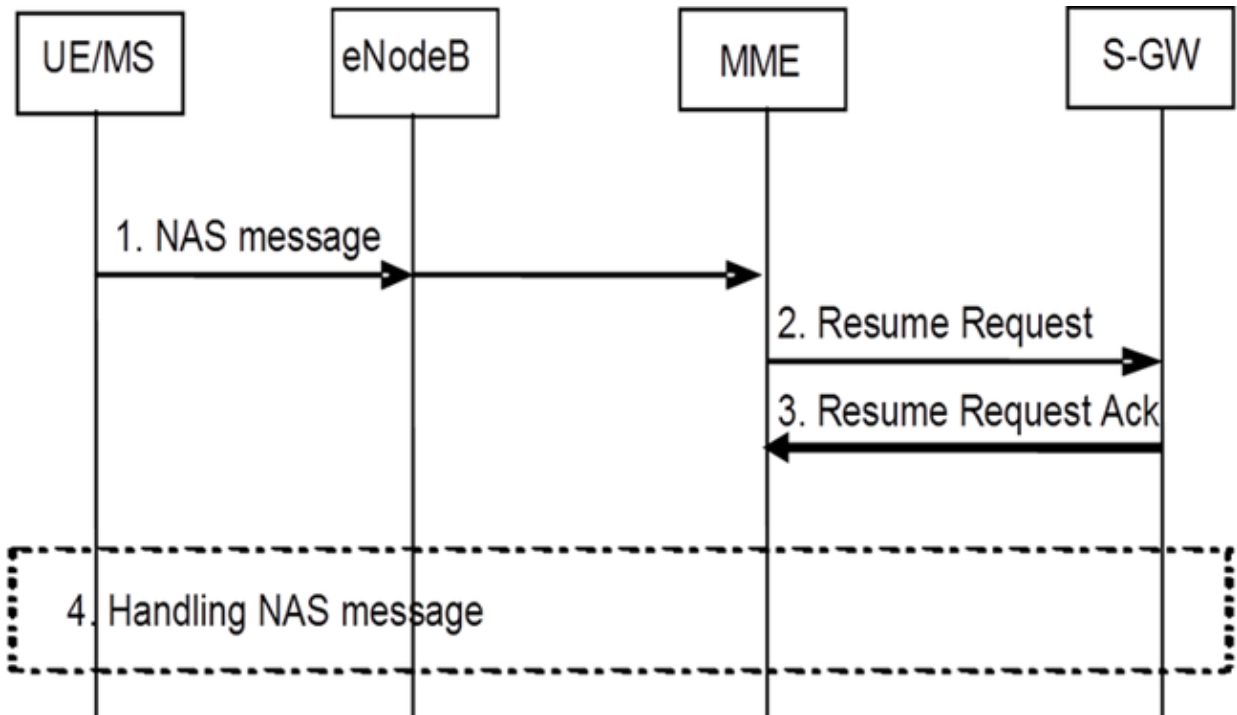 UE/MS
eNodeB
MME
S-GW
1. NAS message
2. Resume Request
3. Resume Request Ack
4. Handling NAS message